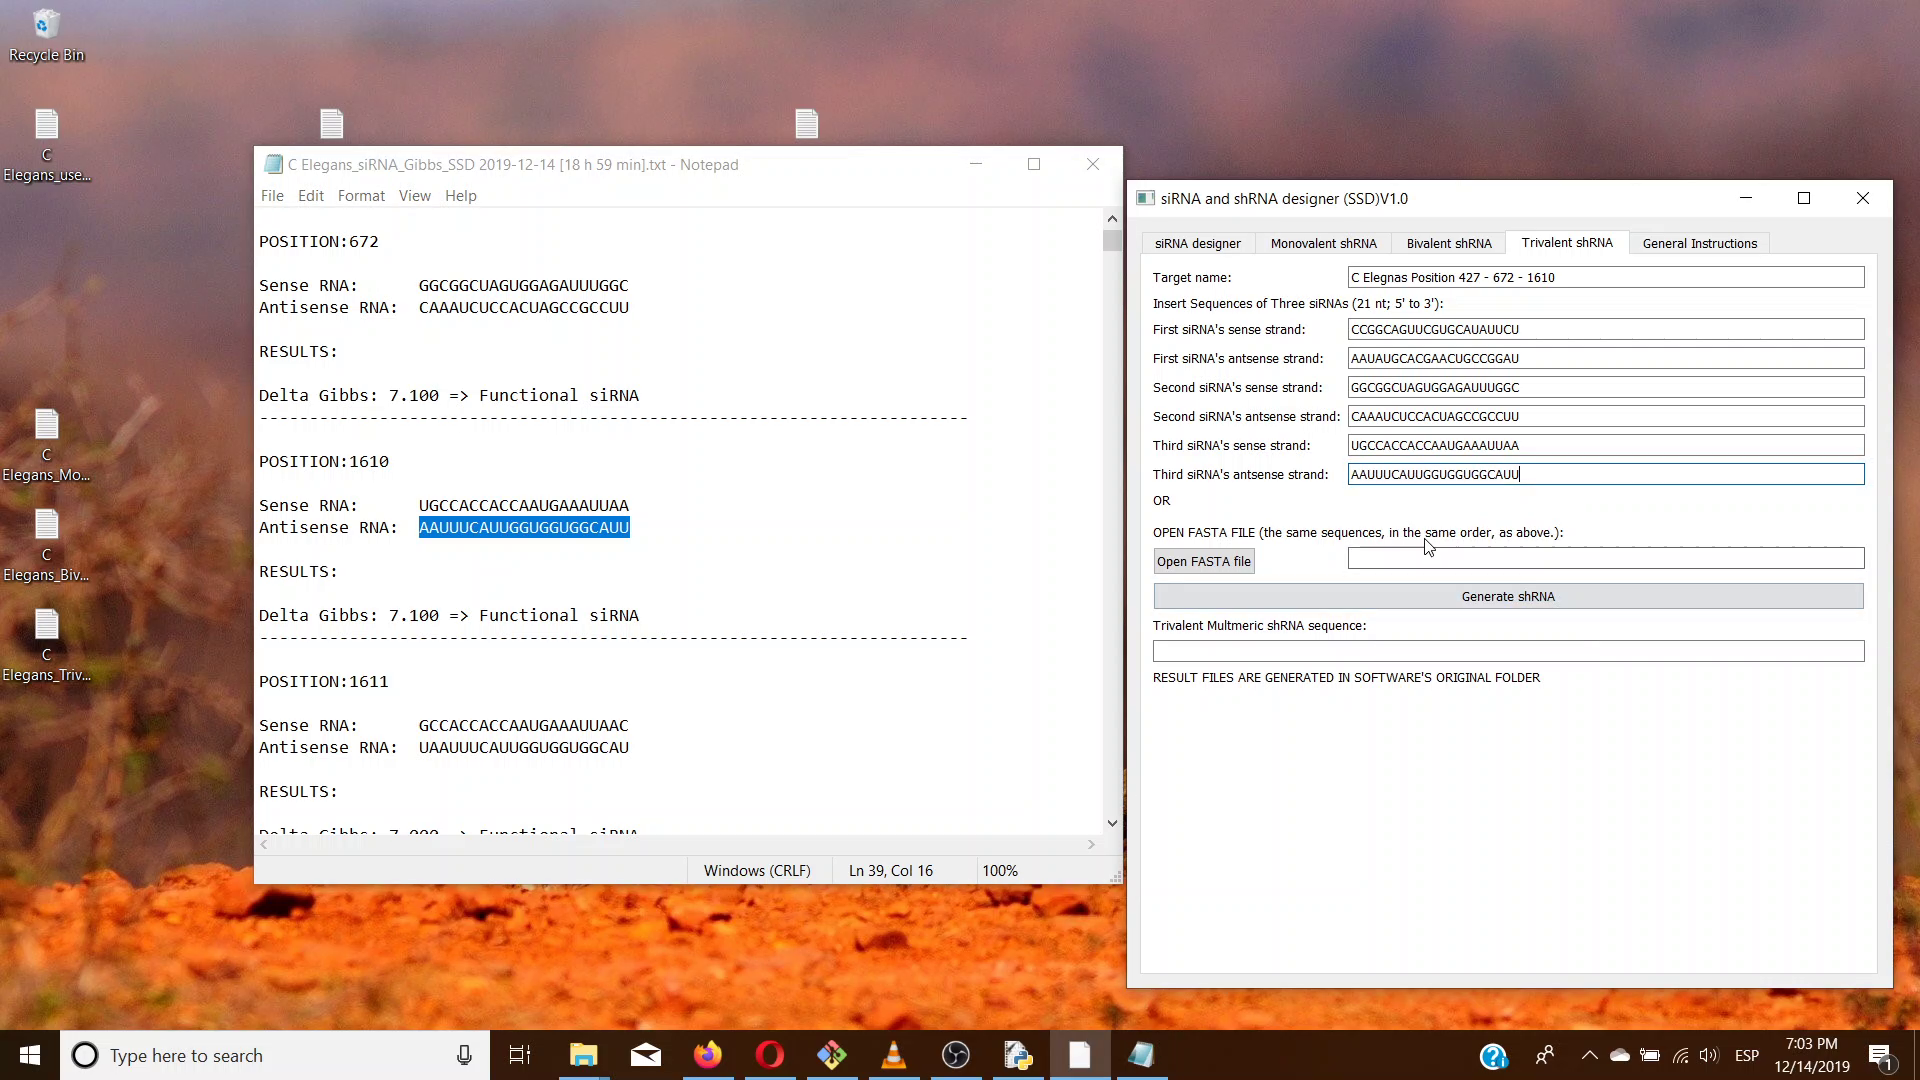 Recycle Bin
C
Elegans_use...
C
Elegans_Mo...
C
Elegans_Biv...
C
Elegans_Triv...
C Elegans_siRNA_Gibbs_SSD 2019-12-14 [18 h 59 min].txt - Notepad
File Edit Format View Help
POSITION:672
Sense RNA: GGCGGCUAGUGGAGAUUUGGC
Antisense RNA: CAAAUCUCCACUAGCCGCCUU
RESULTS:
Delta Gibbs: 7.100 => Functional siRNA
-----------------------------------------------------------------------
POSITION:1610
Sense RNA: UGCCACCACCAAUGAAAUUAA
Antisense RNA: AAUUUCAUUGGUGGUGGCAUU
RESULTS:
Delta Gibbs: 7.100 => Functional siRNA
-----------------------------------------------------------------------
POSITION:1611
Sense RNA: GCCACCACCAAUGAAAUUAAC
Antisense RNA: UAAUUUCAUUGGUGGUGGCAU
RESULTS:
Delta Gibbs: 7.000 => Functional siRNA
Windows (CRLF) Ln 39, Col 16 100%
siRNA and shRNA designer (SSD)V1.0
siRNA designer Monovalent shRNA Bivalent shRNA Trivalent shRNA General Instructions
Target name: C Elegnas Position 427 - 672 - 1610
Insert Sequences of Three siRNAs (21 nt; 5' to 3'):
First siRNA's sense strand: CCGGCAGUUCGUGCAUAUUCU
First siRNA's antsense strand: AAUAUGCACGAACUGCCGGAU
Second siRNA's sense strand: GGCGGCUAGUGGAGAUUUGGC
Second siRNA's antsense strand: CAAAUCUCCACUAGCCGCCUU
Third siRNA's sense strand: UGCCACCACCAAUGAAAUUAA
Third siRNA's antsense strand: AAUUUCAUUGGUGGUGGCAUU
OR
OPEN FASTA FILE (the same sequences, in the same order, as above.):
Open FASTA file
Generate shRNA
Trivalent Multmeric shRNA sequence:
RESULT FILES ARE GENERATED IN SOFTWARE'S ORIGINAL FOLDER
Type here to search
ESP
7:03 PM
12/14/2019
1